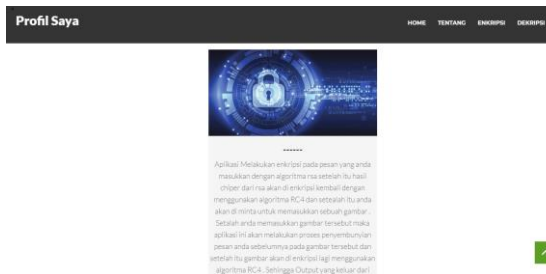 Profil Saya
HOME TENTANG ENKRIPSI DEKRIPSI
------
Aplikasi Melakukan enkripsi pada pesan yang anda
masukkan dengan algoritma rsa setelah itu hasil
chiper dari rsa akan di enkripsi kembali dengan
menggunakan algoritma RC4 dan setealah itu anda
akan di minta untuk memasukkan sebuah gambar .
Setalah anda memasukkan gambar tersebut maka
aplikasi ini akan melakukan proses penyembunyian
pesan anda sebelumnya pada gambar tersebut dan
setelah itu gambar akan di enkripsi lagi menggunakan
algoritma RC4 . Sehingga Output yang keluar dari